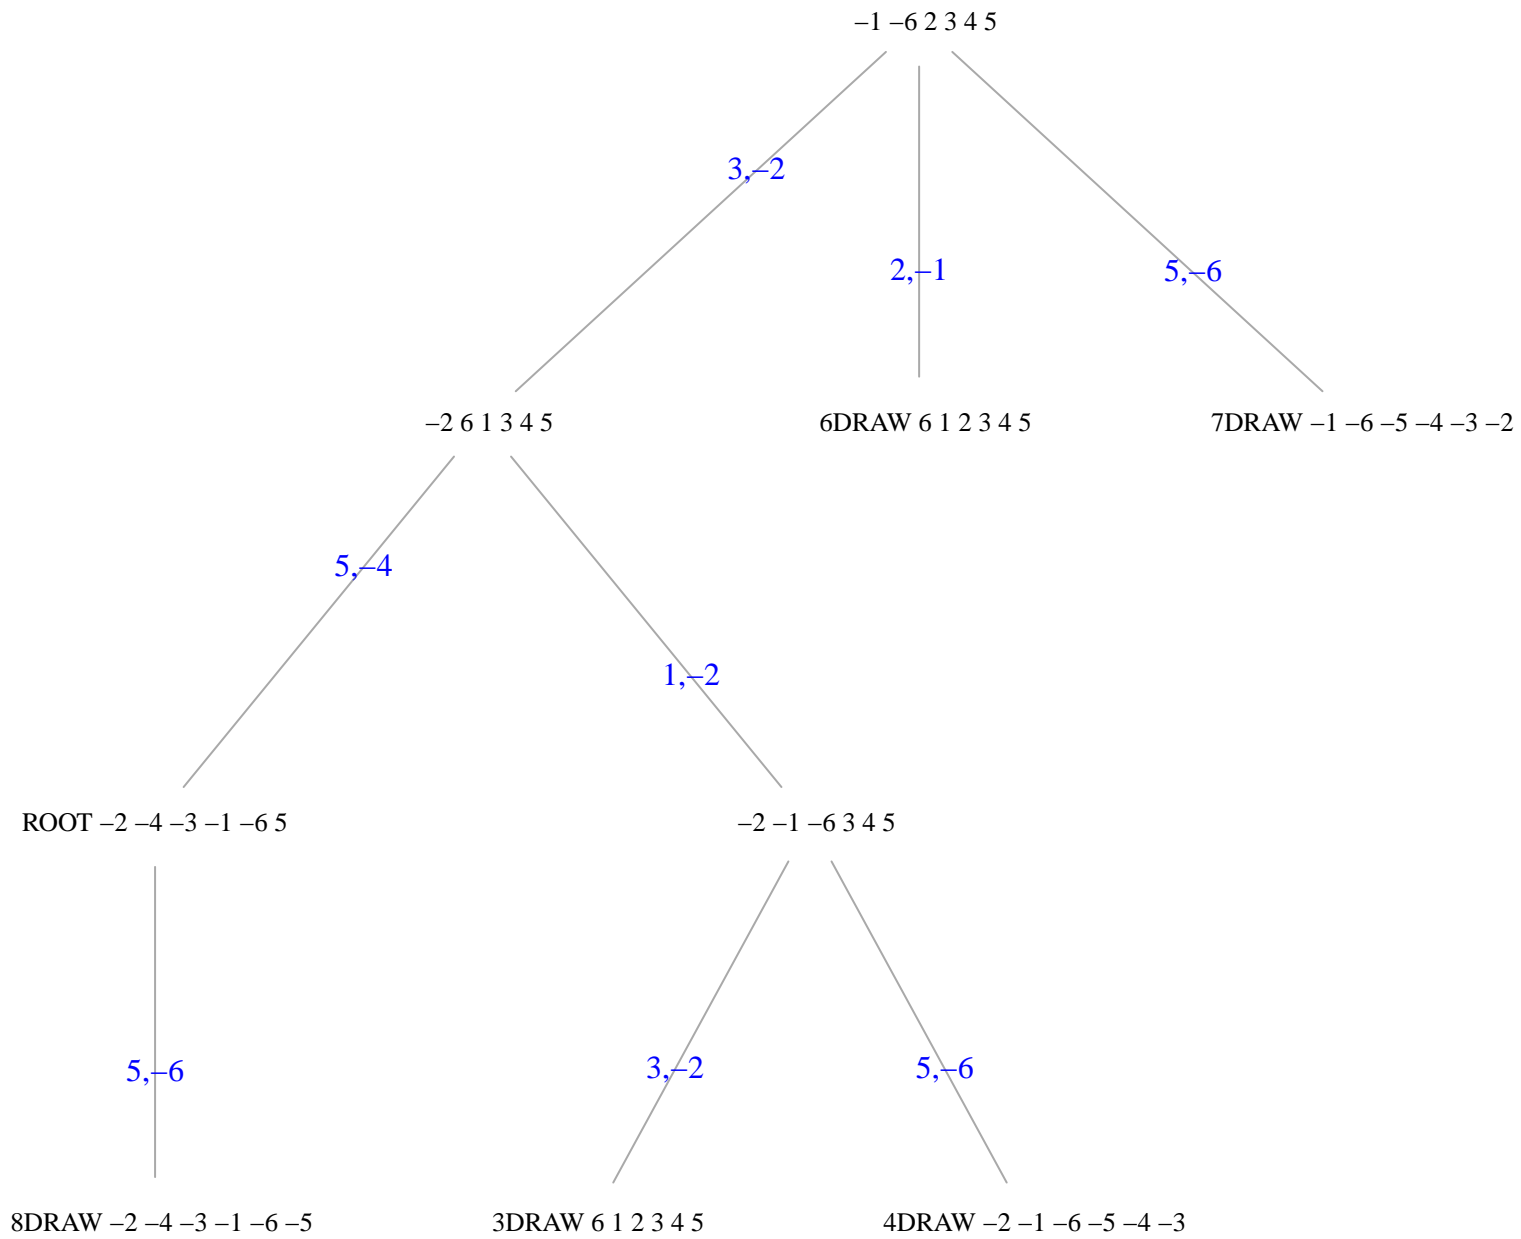 –1 –6 2 3 4 5
3,–2
2,–1
5,–6
–2 6 1 3 4 5
6DRAW 6 1 2 3 4 5
7DRAW –1 –6 –5 –4 –3 –2
5,–4
1,–2
ROOT –2 –4 –3 –1 –6 5
–2 –1 –6 3 4 5
5,–6
3,–2
5,–6
8DRAW –2 –4 –3 –1 –6 –5
3DRAW 6 1 2 3 4 5
4DRAW –2 –1 –6 –5 –4 –3